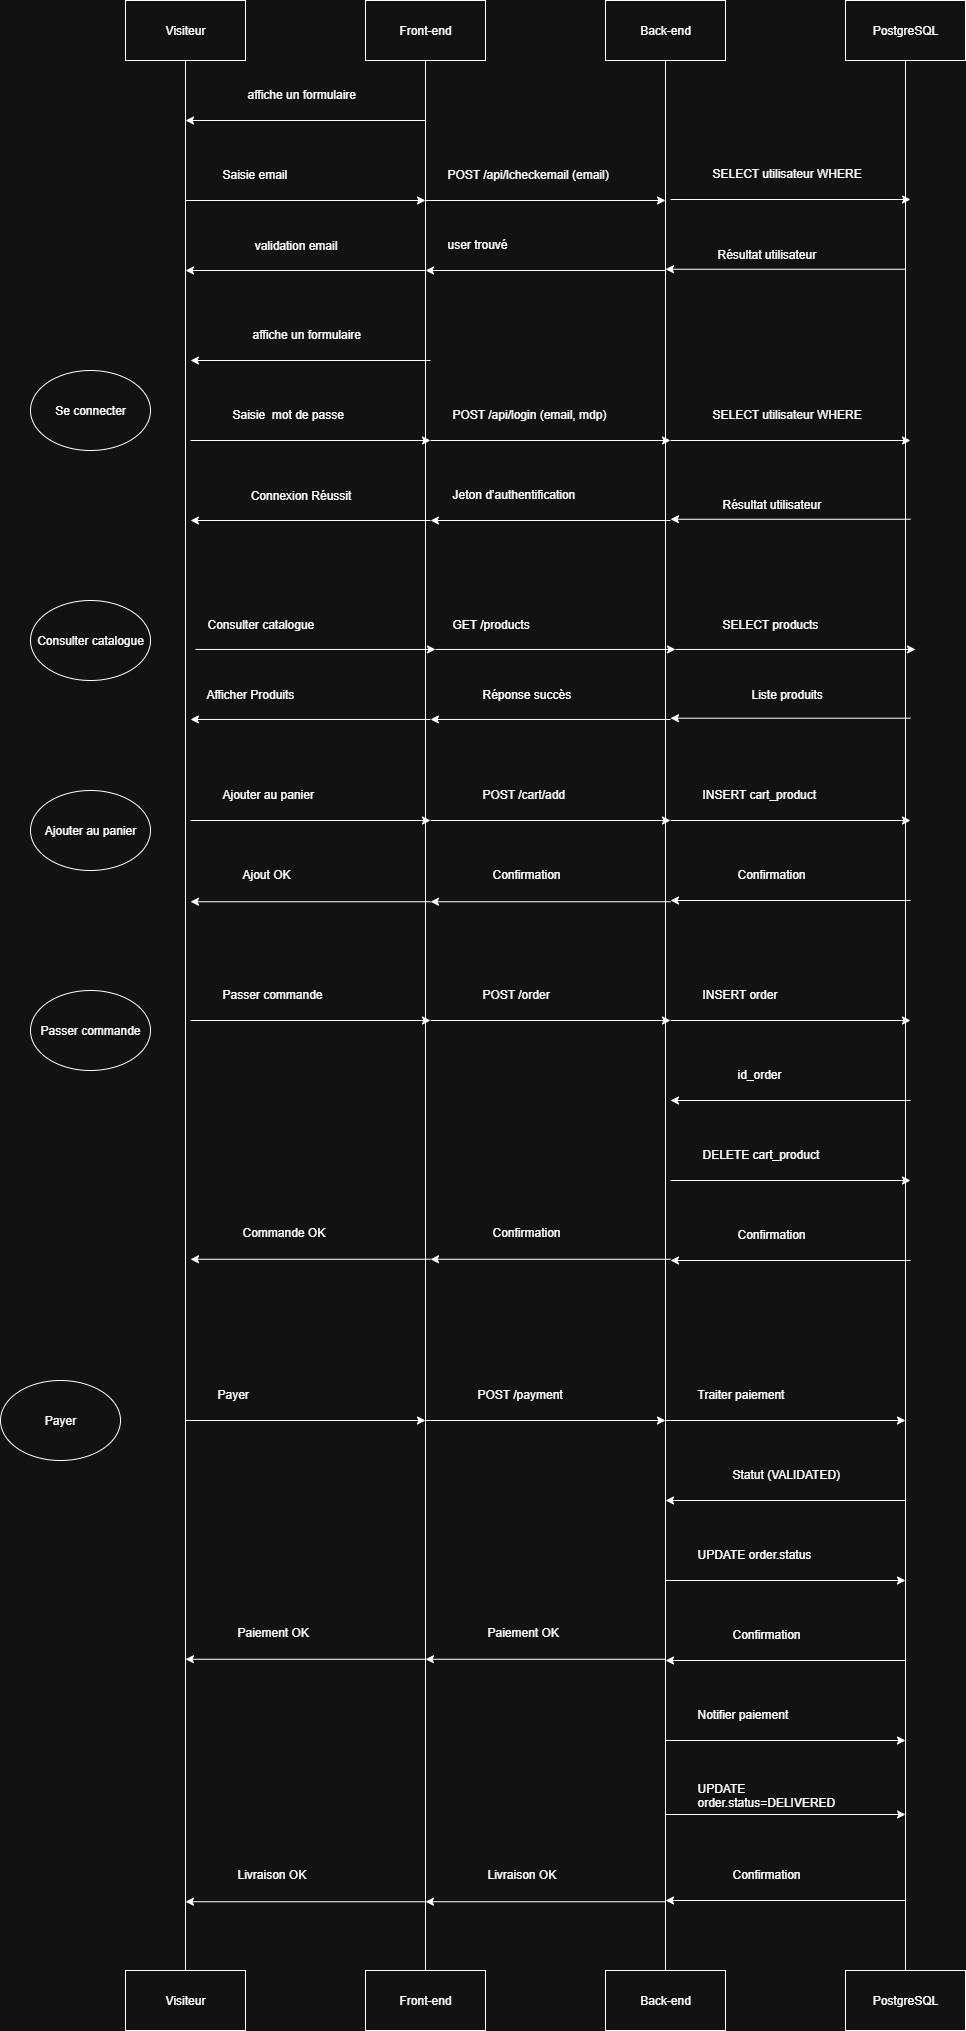 Visiteur
Front-end
Back-end
PostgreSQL
affiche un formulaire
Saisie email
POST /api/lcheckemail (email)
SELECT utilisateur WHERE
validation email
user trouvé
Résultat utilisateur
affiche un formulaire
Se connecter
Saisie  mot de passe
POST /api/login (email, mdp)
SELECT utilisateur WHERE
Connexion Réussit
Jeton d'authentification
Résultat utilisateur
Consulter catalogue
Consulter catalogue
GET /products
SELECT products
Afficher Produits
Réponse succès
Liste produits
Ajouter au panier
Ajouter au panier
POST /cart/add
INSERT cart_product
Ajout OK
Confirmation
Confirmation
Passer commande
Passer commande
POST /order
INSERT order
id_order
DELETE cart_product
Commande OK
Confirmation
Confirmation
Payer
Payer
POST /payment
Traiter paiement
Statut (VALIDATED)
UPDATE order.status
Paiement OK
Paiement OK
Confirmation
Notifier paiement
UPDATE
order.status=DELIVERED
Livraison OK
Livraison OK
Confirmation
Visiteur
Front-end
Back-end
PostgreSQL